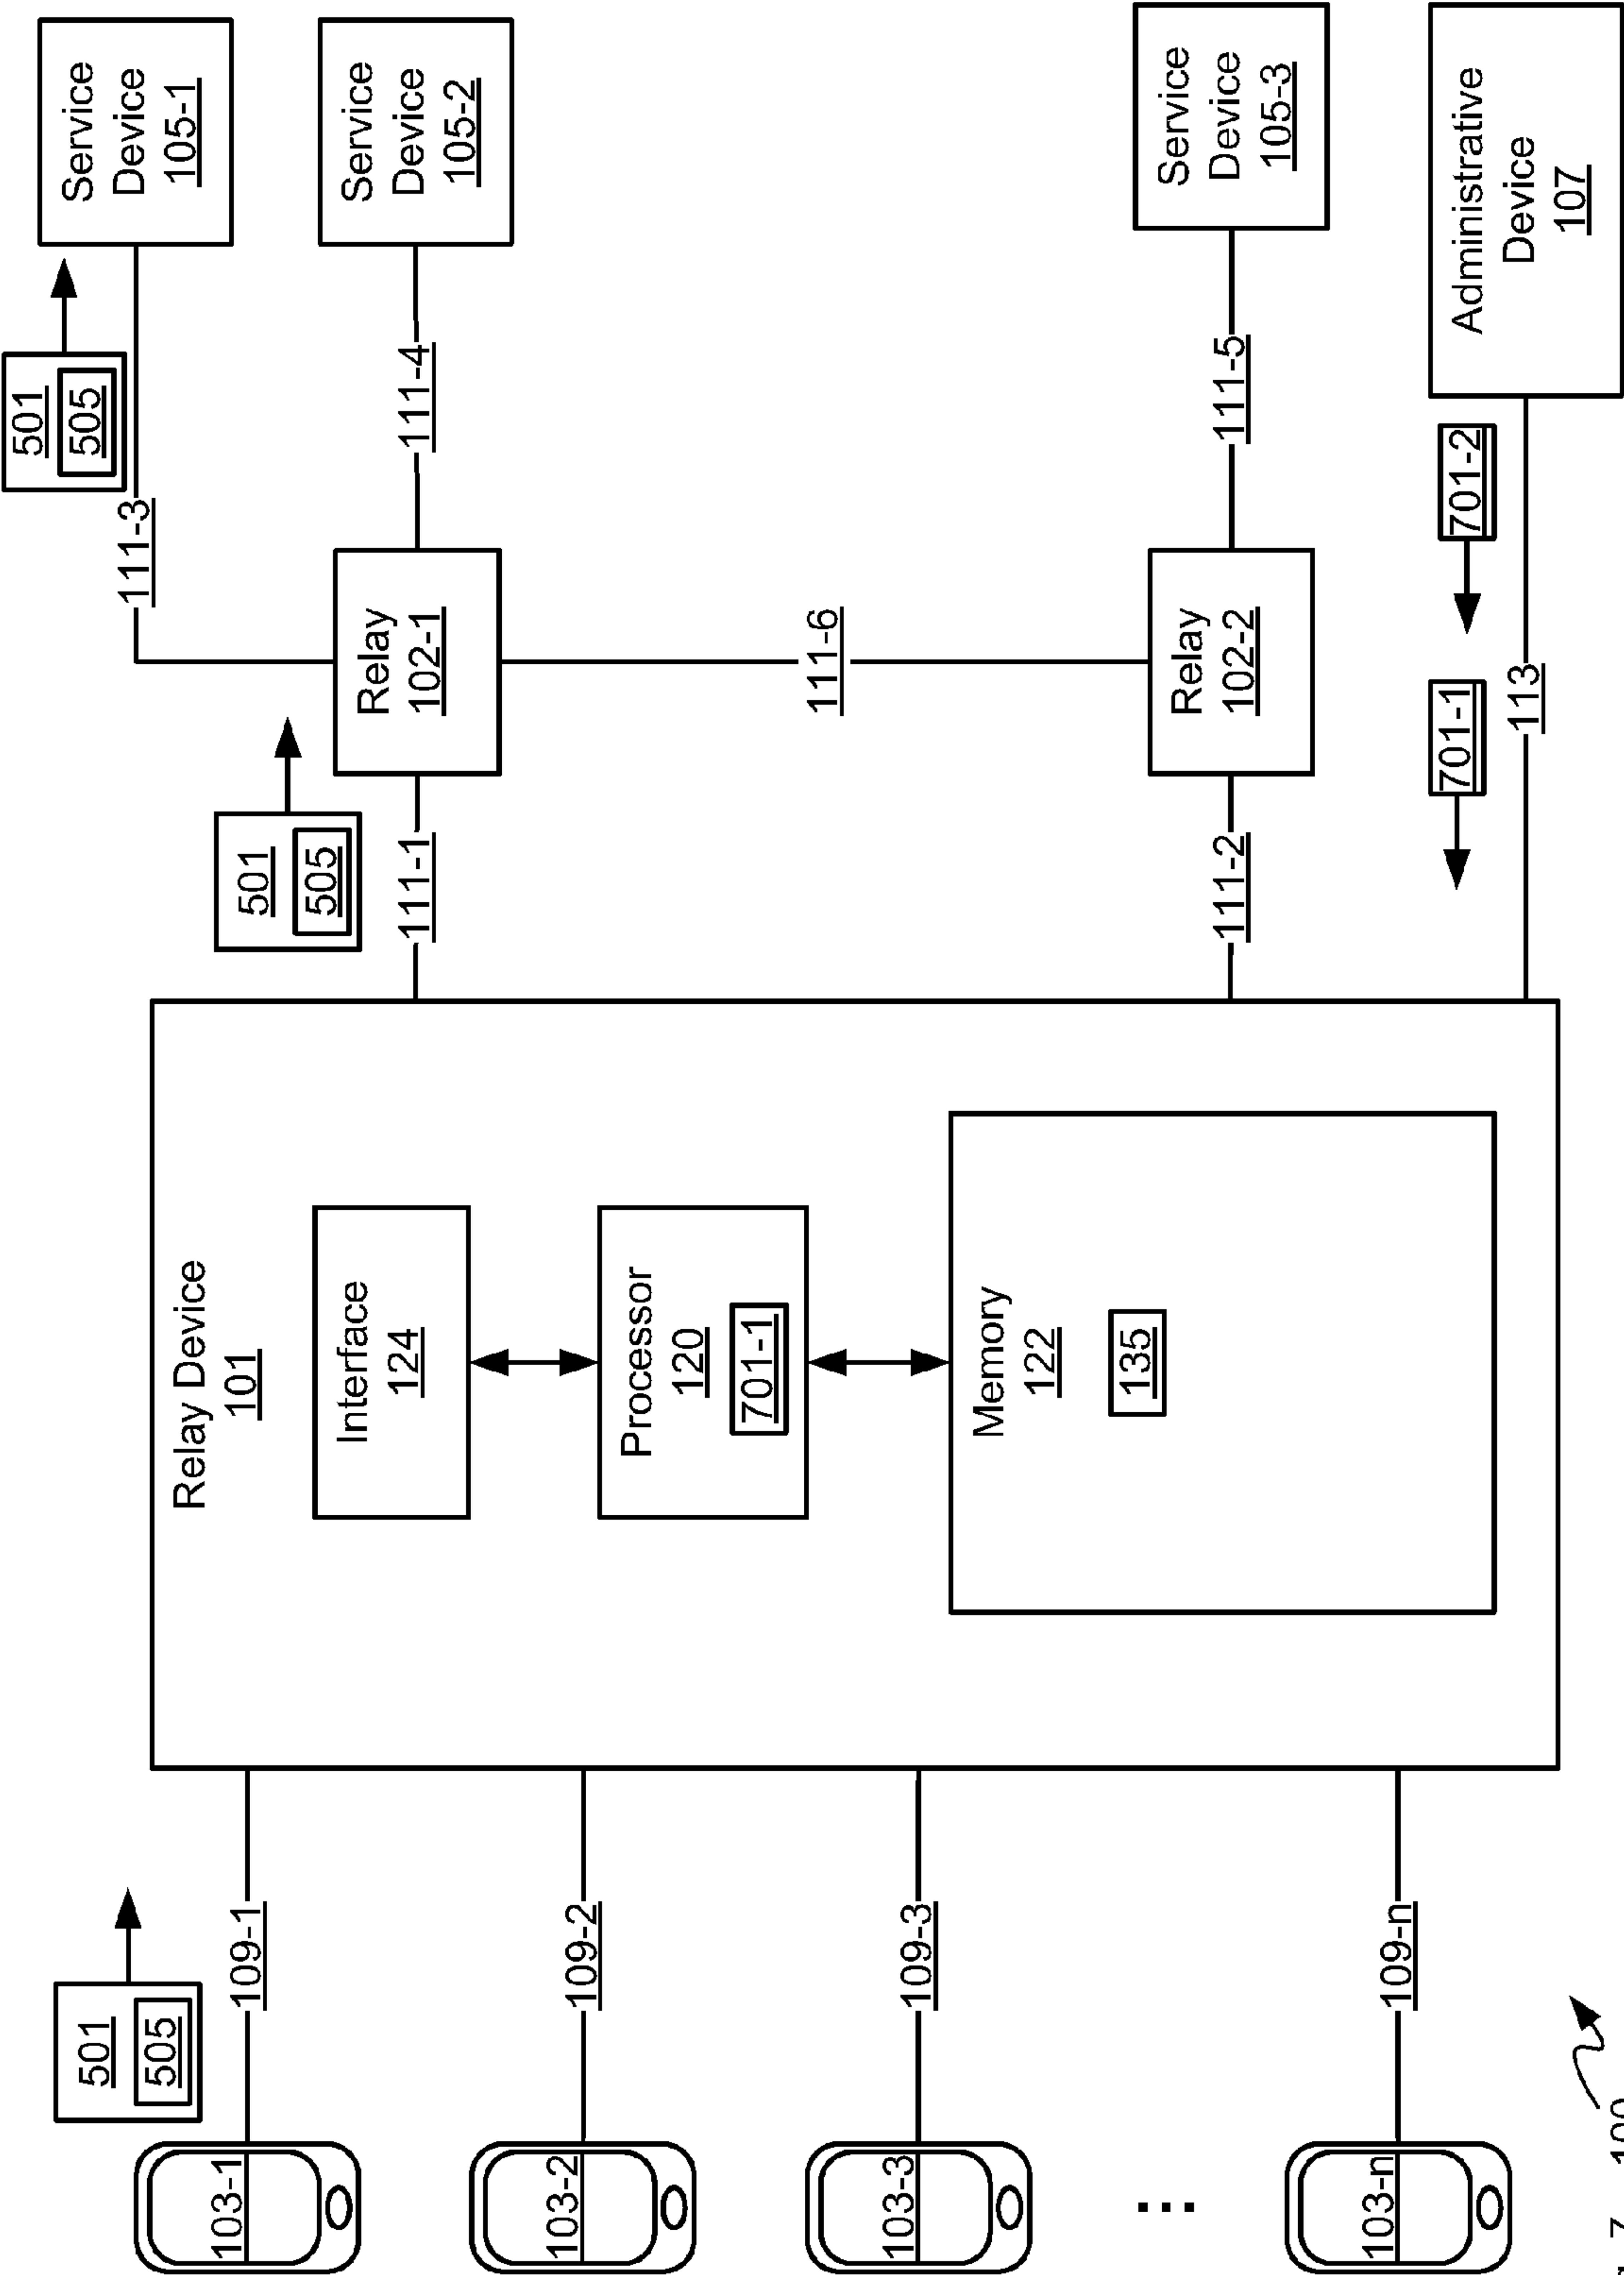 501
505
501
505
501
505
Service
Device
105-1
103-1
109-1
Relay Device
101
Interface
124
111-1
Relay
102-1
111-3
111-4
Service
Device
105-2
103-2
109-2
Processor
120
701-1
111-6
103-3
109-3
Memory
122
135
111-2
Relay
102-2
111-5
Service
Device
105-3
...
103-n
109-n
701-1
701-2
113
Administrative
Device
107